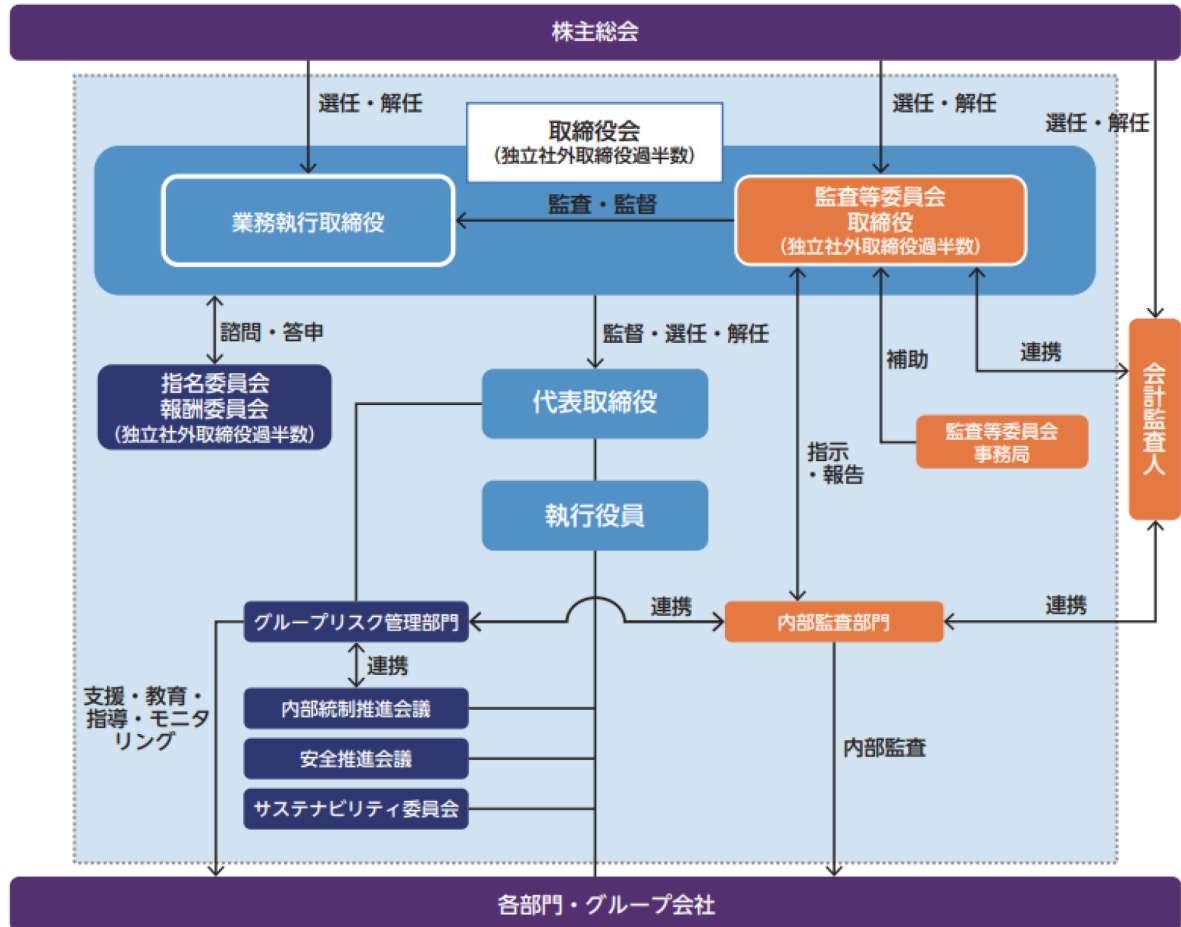 株主総会
選任・解任
選任・解任
選任・解任
取締役会
(独立社外取締役過半数)
業務執行取締役
監査・監督
監査等委員会
取締役
(独立社外取締役過半数)
諮問・答申
監督・選任・解任
補助
連携
指名委員会
報酬委員会
(独立社外取締役過半数)
代表取締役
会計監査人
監査等委員会
事務局
指示
・報告
執行役員
グループリスク管理部門
連携
内部監査部門
連携
連携
支援・教育・
指導・モニタ
リング
内部統制推進会議
安全推進会議
内部監査
サステナビリティ委員会
各部門・グループ会社